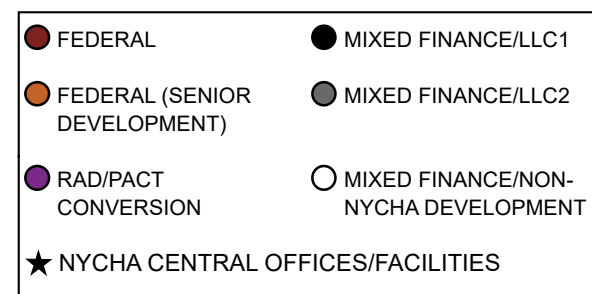 FEDERAL
MIXED FINANCE/LLC1
FEDERAL (SENIOR
DEVELOPMENT)
MIXED FINANCE/LLC2
RAD/PACT
CONVERSION
MIXED FINANCE/NON-
NYCHA DEVELOPMENT
NYCHA CENTRAL OFFICES/FACILITIES